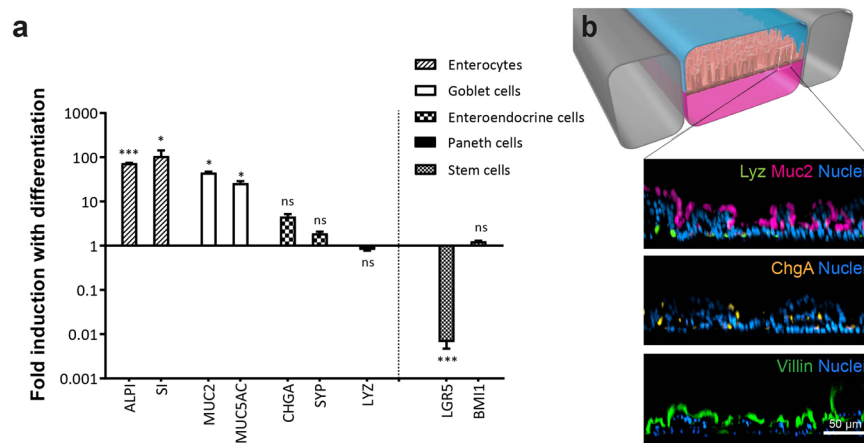 a
b
Fold induction with differentiation
1000
100
10
1
0.1
0.01
0.001
***
*
*
*
ns
ns
ns
***
ns
ALPI
SI
MUC2
MUC5AC
CHGA
SYP
LYZ
LGR5
BMI1
Enterocytes
Goblet cells
Enteroendocrine cells
Paneth cells
Stem cells
Lyz Muc2 Nuclei
ChgA Nuclei
Villin Nuclei
50 µm